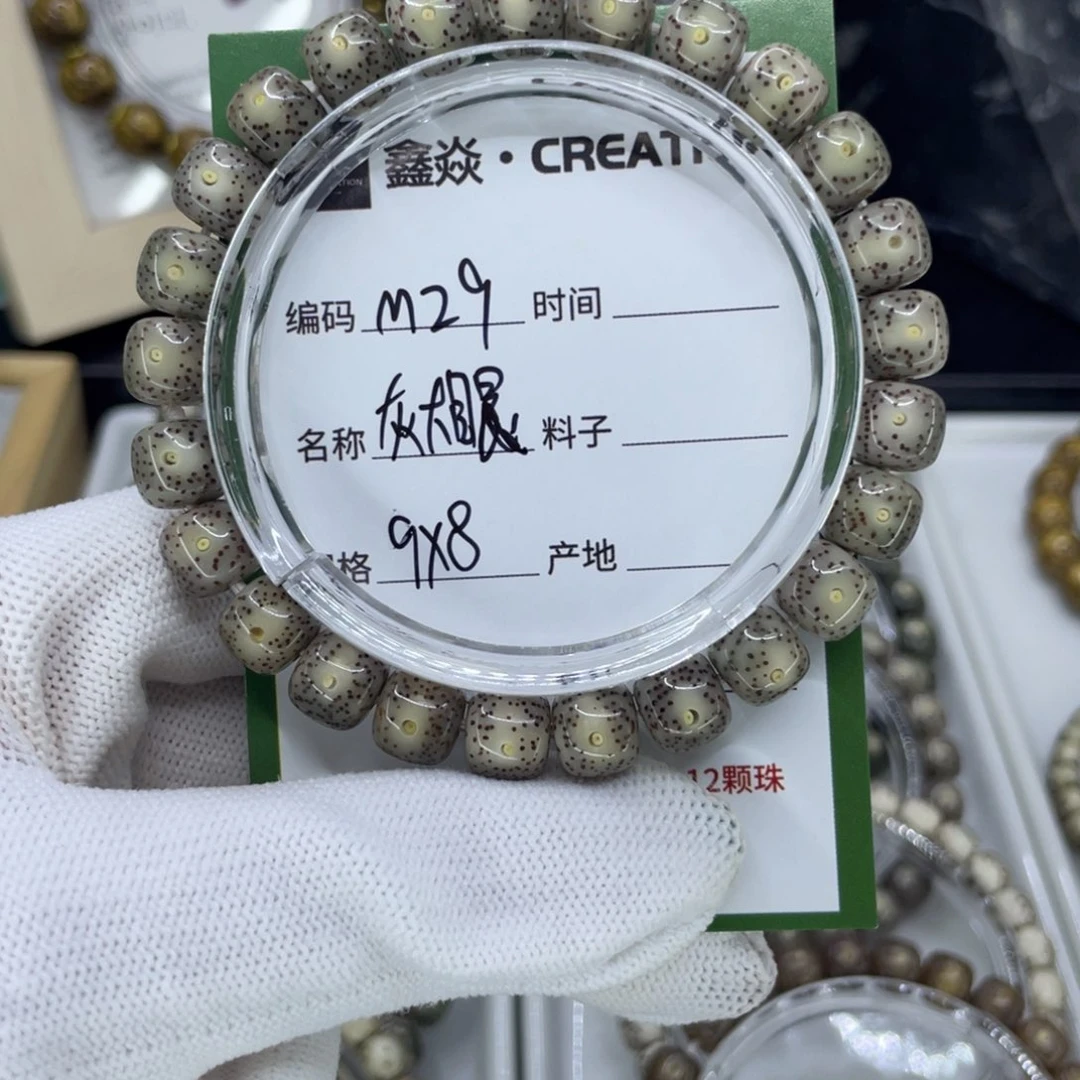 鑫焱·CREATI
编码 M29 时间
名称 灰大眼 料子
格 9X8 产地
12颗珠